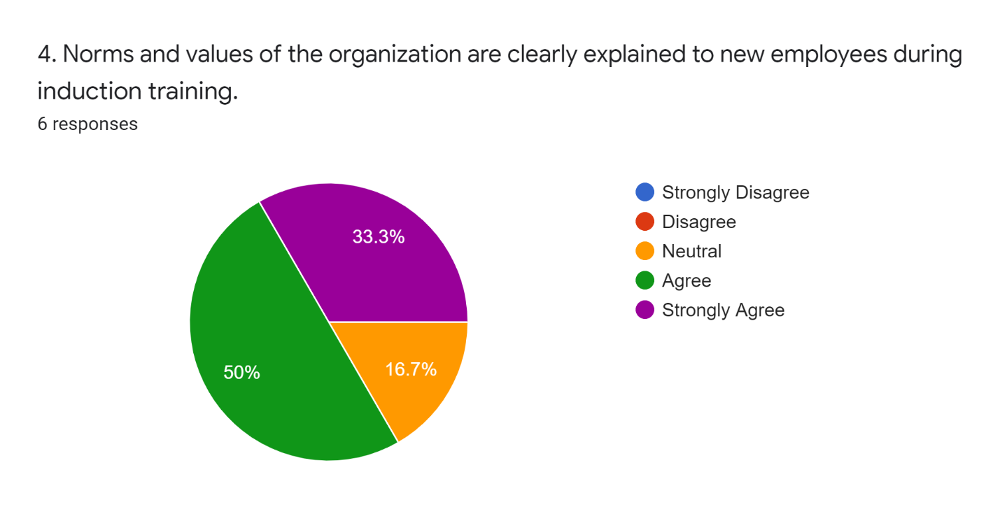 4. Norms and values of the organization are clearly explained to new employees during
induction training.
6 responses
33.3%
50%
16.7%
Strongly Disagree
Disagree
Neutral
Agree
Strongly Agree